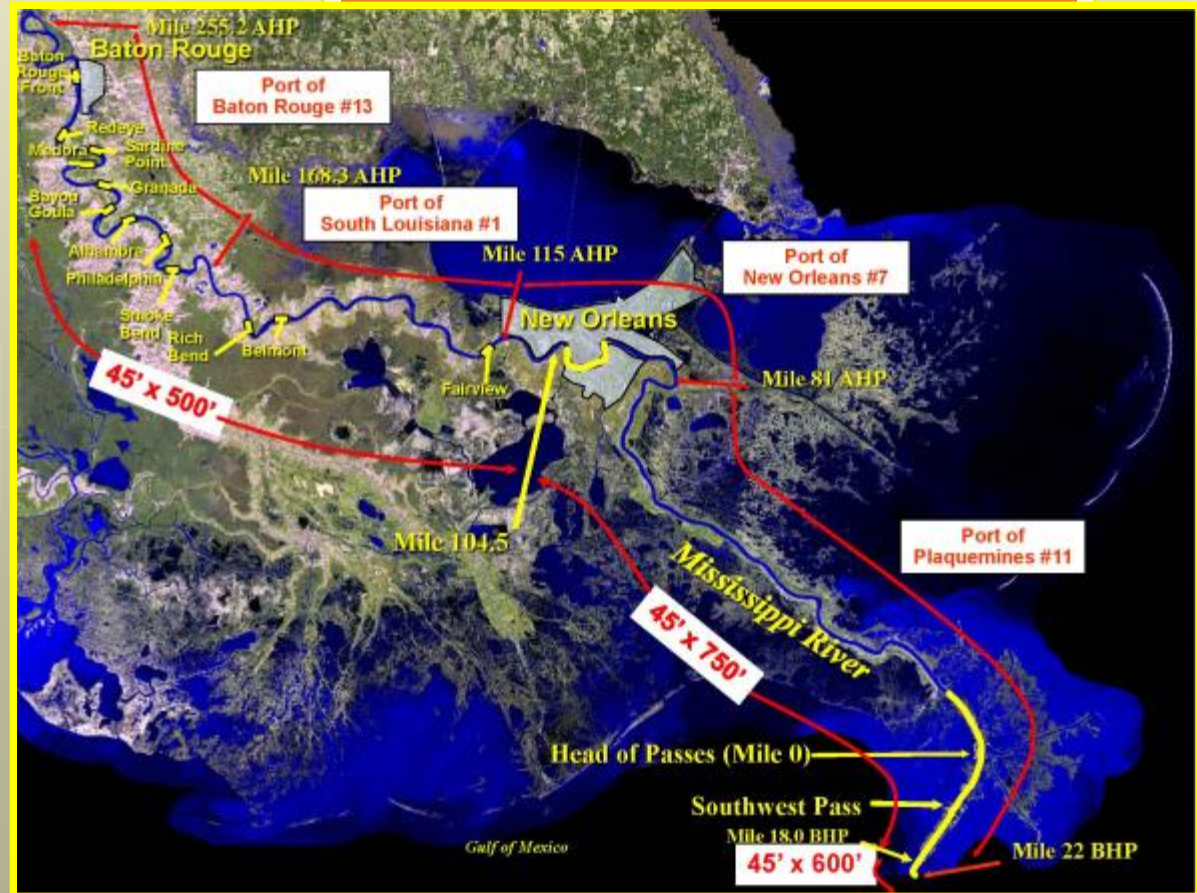 Mile 255.2 AHP
Baton Rouge
Baton
Rouge
Front
Port of
Baton Rouge #13
Redeye
Medora
Sardine
Point
Granada
Bayou
Goula
Mile 168.3 AHP
Port of
South Louisiana #1
Alhambra
Philadelphia
Mile 115 AHP
Port of
New Orleans #7
Smoke
Bend
Rich
Bend
Belmont
New Orleans
Fairview
Mile 81 AHP
45' x 500'
Mile 104.5
Port of
Plaquemines #11
Mississippi River
45' x 750'
Head of Passes (Mile 0)
Southwest Pass
Mile 18.0 BHP
Gulf of Mexico
45' x 600'
Mile 22 BHP